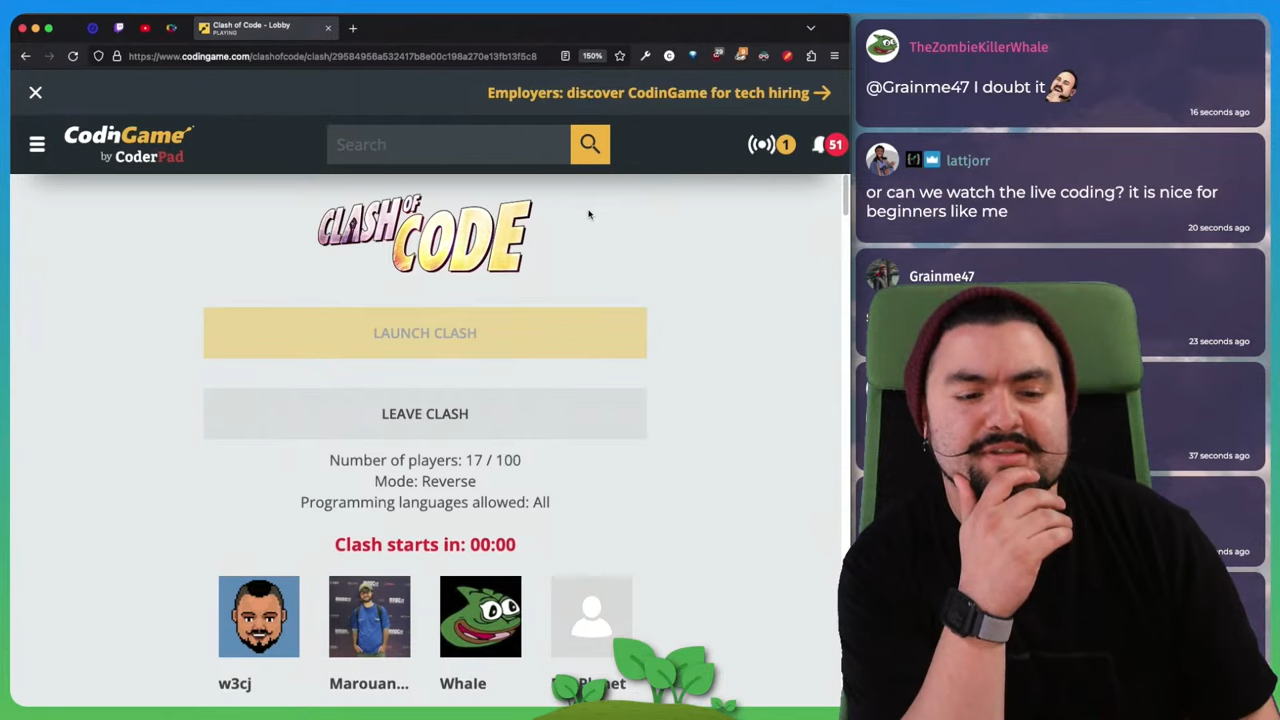 Clash of Code - Lobby
PLAYING
https://www.codingame.com/clashofcode/clash/29584956a532417b8e00c198a270e13fb13f5c8
150%
Employers: discover CodinGame for tech hiring
CodinGame
by CoderPad
Search
1
51
CLASH OF CODE
LAUNCH CLASH
LEAVE CLASH
Number of players: 17 / 100
Mode: Reverse
Programming languages allowed: All
Clash starts in: 00:00
w3cj
Marouan...
Whale
TheZombieKillerWhale
@Grainme47 I doubt it
16 seconds ago
lattjorr
or can we watch the live coding? it is nice for
beginners like me
20 seconds ago
Grainme47
23 seconds ago
37 seconds ago